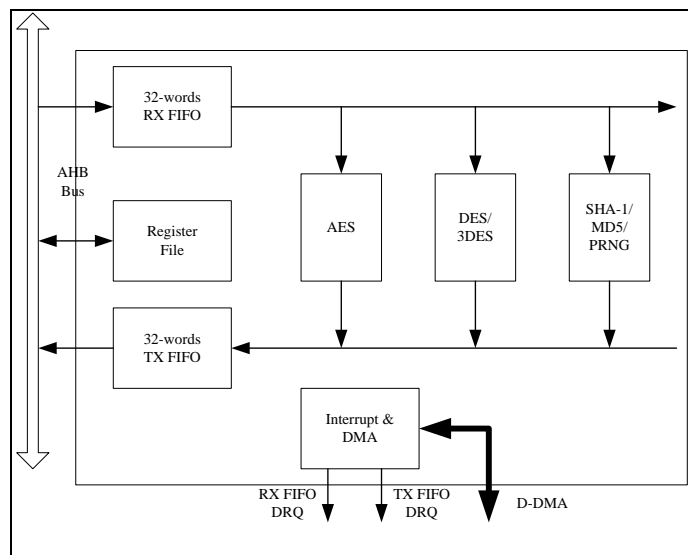 32-words
RX FIFO
AHB
Bus
Register
File
AES
DES/
3DES
SHA-1/
MD5/
PRNG
32-words
TX FIFO
Interrupt &
DMA
RX FIFO
DRQ
TX FIFO
DRQ
D-DMA